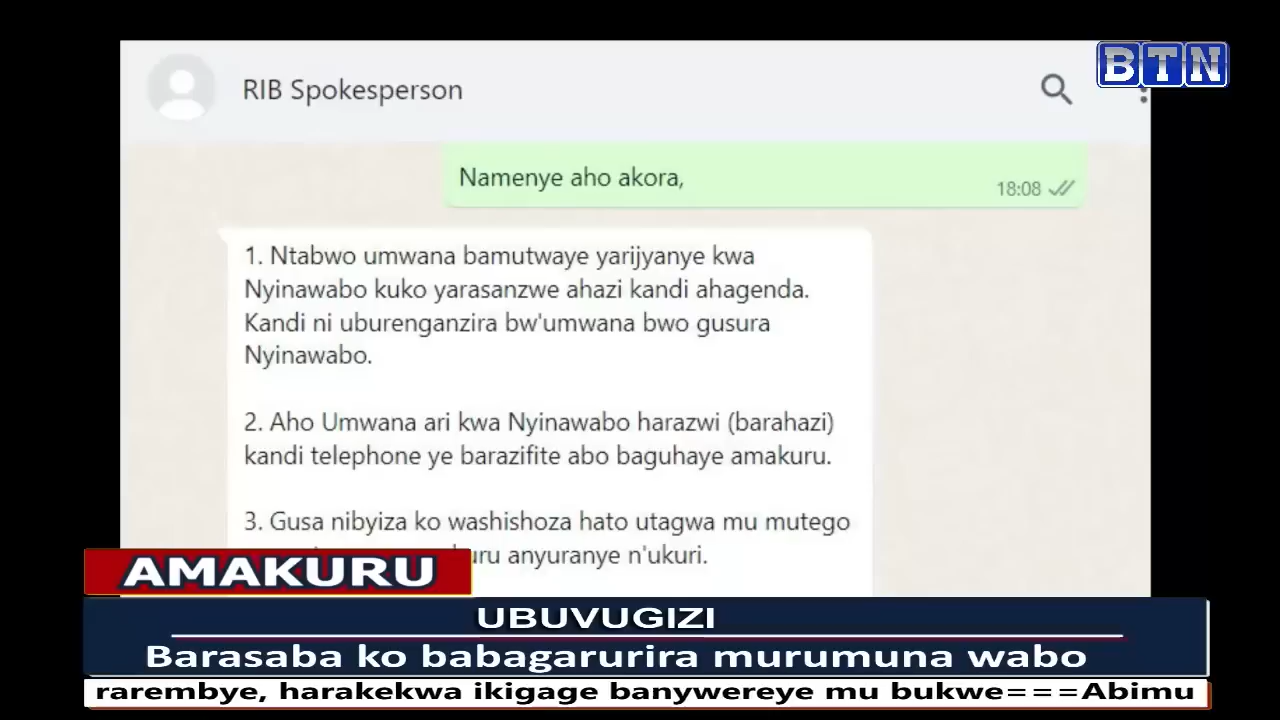 BTN
RIB Spokesperson
Namenye aho akora,
18:08
1. Ntabwo umwana bamutwaye yarijyanye kwa
Nyinawabo kuko yarasanzwe ahazi kandi ahagenda.
Kandi ni uburenganzira bw'umwana bwo gusura
Nyinawabo.
2. Aho Umwana ari kwa Nyinawabo harazwi (barahazi)
kandi telephone ye barazifite abo baguhaye amakuru.
3. Gusa nibyiza ko washishoza hato utagwa mu mutego
anyuranye n'ukuri.
AMAKURU
UBUVUGIZI
Barasaba ko babagarurira murumuna wabo
rarembye, harakekwa ikigage banywereye mu bukwe===Abimu